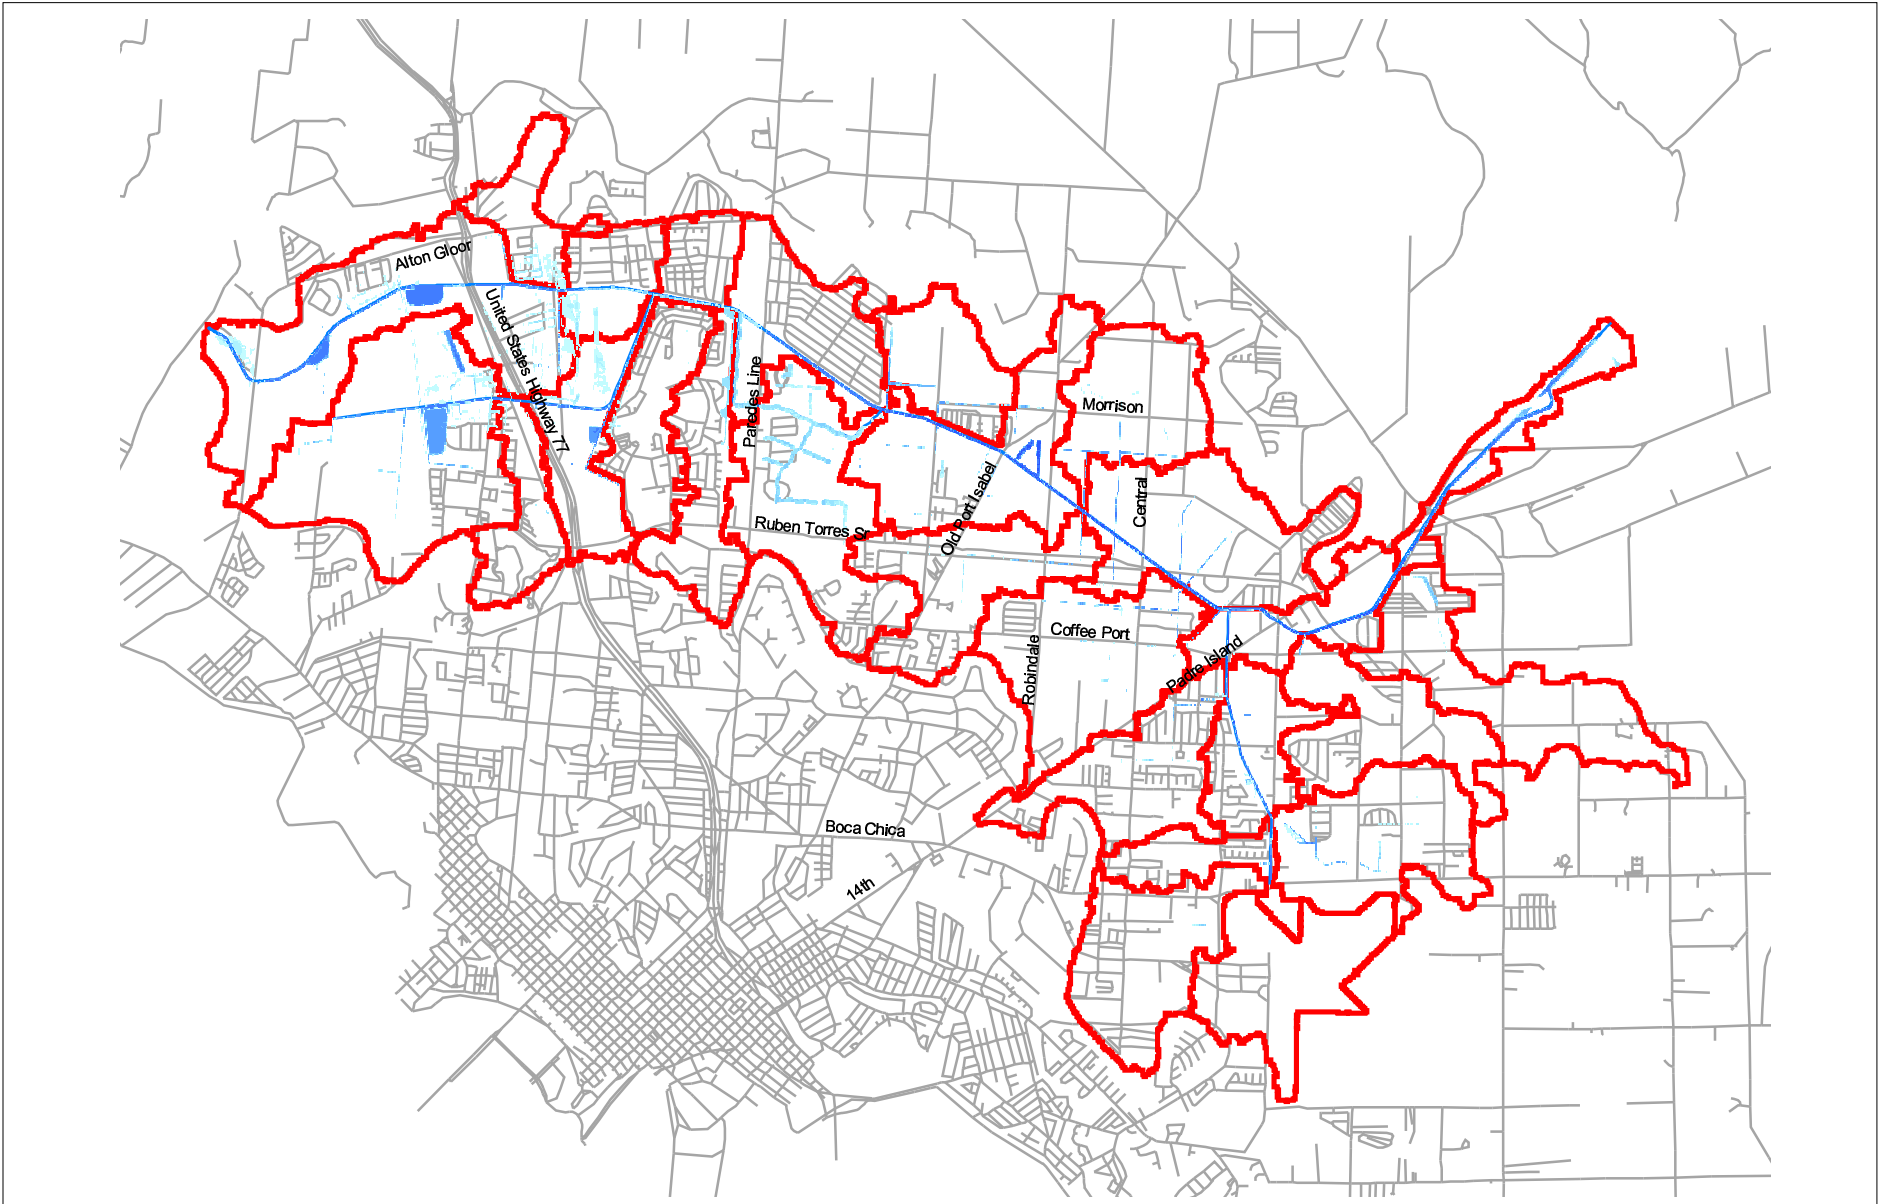 Alton Gloor
United States Highway 77
Paredes Line
Morrison
Central
Old Port Isabel
Ruben Torres S
Coffee Port
Robindale
Padre Island
Boca Chica
14th